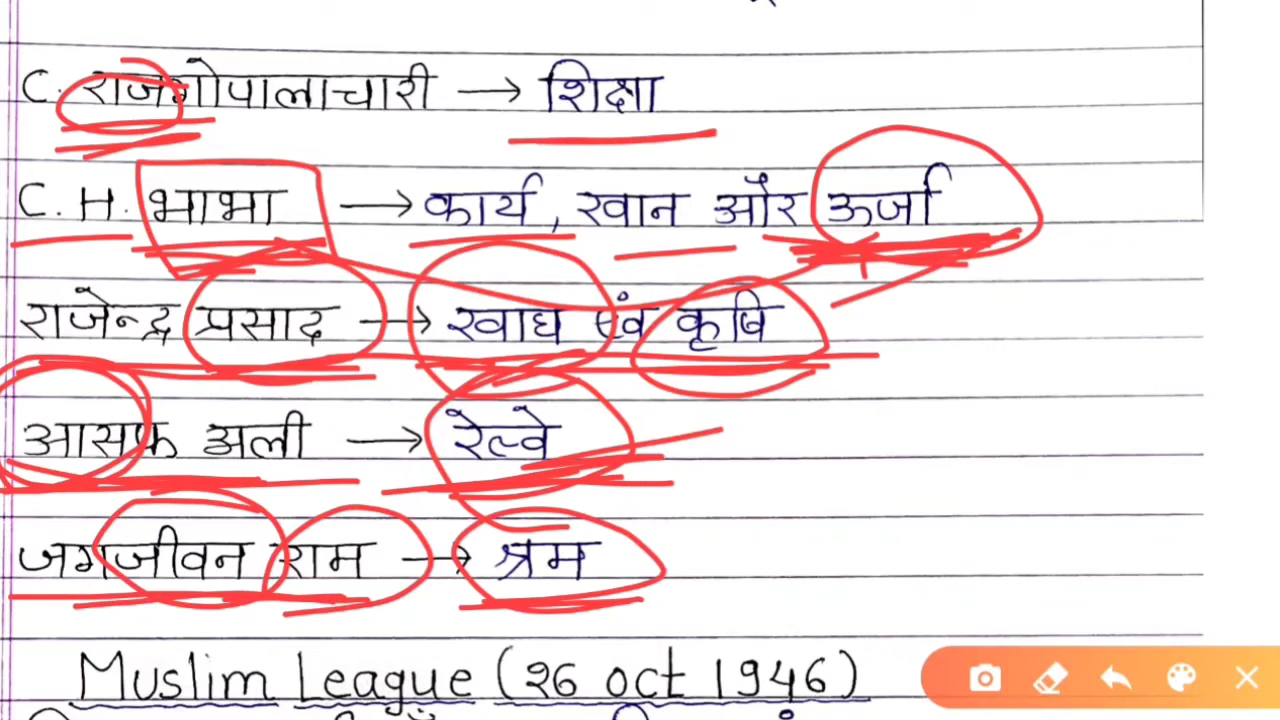 C. राजगोपालाचारी → शिक्षा
C. H. भाभा → कार्य, खान और ऊर्जा
राजेन्द्र प्रसाद → खाद्य एवं कृषि
आसफ अली → रेल्वे
जगजीवन राम → श्रम
Muslim League (26 oct 1946)